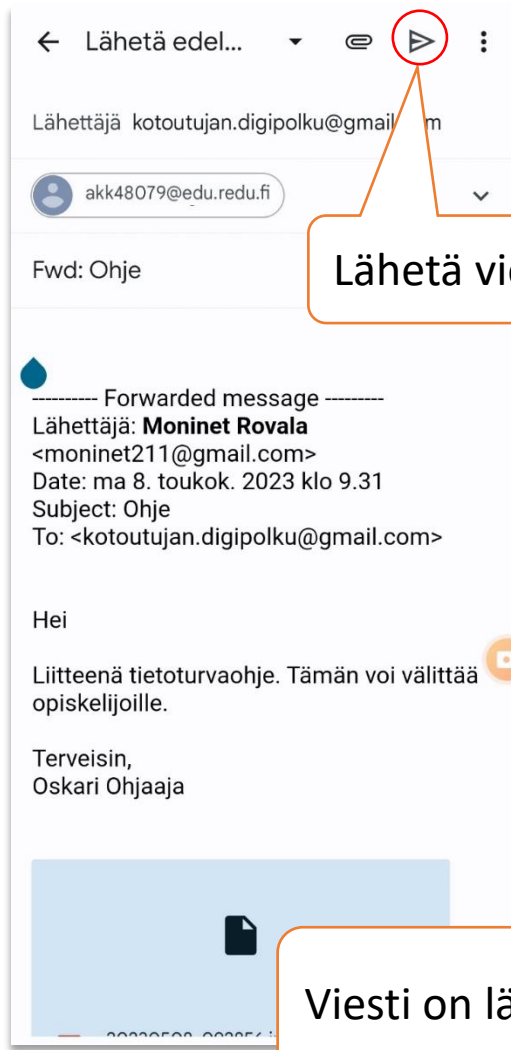 Lähetä edel...
Lähettäjä kotoutujan.digipolku@gmail m
akk48079@edu.redu.fi
Fwd: Ohje
Lähetä vie
---------- Forwarded message ---------
Lähettäjä: Moninet Rovala
<moninet211@gmail.com>
Date: ma 8. toukok. 2023 klo 9.31
Subject: Ohje
To: <kotoutujan.digipolku@gmail.com>
Hei
Liitteenä tietoturvaohje. Tämän voi välittää
opiskelijoille.
Terveisin,
Oskari Ohjaaja
Viesti on lä